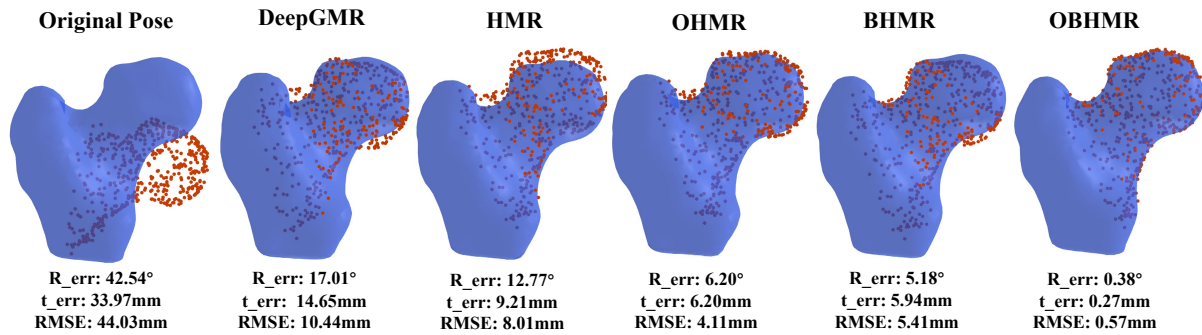 Original Pose
DeepGMR
HMR
OHMR
BHMR
OBHMR
R_err: 42.54°
t_err: 33.97mm
RMSE: 44.03mm
R_err: 17.01°
t_err: 14.65mm
RMSE: 10.44mm
R_err: 12.77°
t_err: 9.21mm
RMSE: 8.01mm
R_err: 6.20°
t_err: 6.20mm
RMSE: 4.11mm
R_err: 5.18°
t_err: 5.94mm
RMSE: 5.41mm
R_err: 0.38°
t_err: 0.27mm
RMSE: 0.57mm